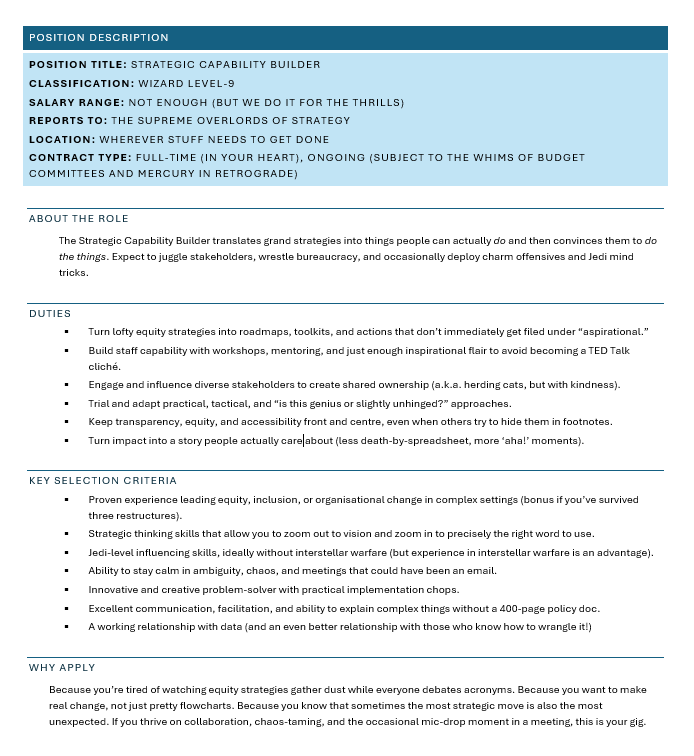 POSITION DESCRIPTION
POSITION TITLE: STRATEGIC CAPABILITY BUILDER
CLASSIFICATION: WIZARD LEVEL-9
SALARY RANGE: NOT ENOUGH (BUT WE DO IT FOR THE THRILLS)
REPORTS TO: THE SUPREME OVERLORDS OF STRATEGY
LOCATION: WHEREVER STUFF NEEDS TO GET DONE
CONTRACT TYPE: FULL-TIME (IN YOUR HEART), ONGOING (SUBJECT TO THE WHIMS OF BUDGET
COMMITTEES AND MERCURY IN RETROGRADE)
ABOUT THE ROLE
The Strategic Capability Builder translates grand strategies into things people can actually do and then convinces them to do
the things. Expect to juggle stakeholders, wrestle bureaucracy, and occasionally deploy charm offensives and Jedi mind
tricks.
DUTIES
▪ Turn lofty equity strategies into roadmaps, toolkits, and actions that don’t immediately get filed under “aspirational.”
▪ Build staff capability with workshops, mentoring, and just enough inspirational flair to avoid becoming a TED Talk
cliché.
▪ Engage and influence diverse stakeholders to create shared ownership (a.k.a. herding cats, but with kindness).
▪ Trial and adapt practical, tactical, and “is this genius or slightly unhinged?” approaches.
▪ Keep transparency, equity, and accessibility front and centre, even when others try to hide them in footnotes.
▪ Turn impact into a story people actually care about (less death-by-spreadsheet, more ‘aha!’ moments).
KEY SELECTION CRITERIA
▪ Proven experience leading equity, inclusion, or organisational change in complex settings (bonus if you’ve survived
three restructures).
▪ Strategic thinking skills that allow you to zoom out to vision and zoom in to precisely the right word to use.
▪ Jedi-level influencing skills, ideally without interstellar warfare (but experience in interstellar warfare is an advantage).
▪ Ability to stay calm in ambiguity, chaos, and meetings that could have been an email.
▪ Innovative and creative problem-solver with practical implementation chops.
▪ Excellent communication, facilitation, and ability to explain complex things without a 400-page policy doc.
▪ A working relationship with data (and an even better relationship with those who know how to wrangle it!)
WHY APPLY
Because you’re tired of watching equity strategies gather dust while everyone debates acronyms. Because you want to make
real change, not just pretty flowcharts. Because you know that sometimes the most strategic move is also the most
unexpected. If you thrive on collaboration, chaos-taming, and the occasional mic-drop moment in a meeting, this is your gig.